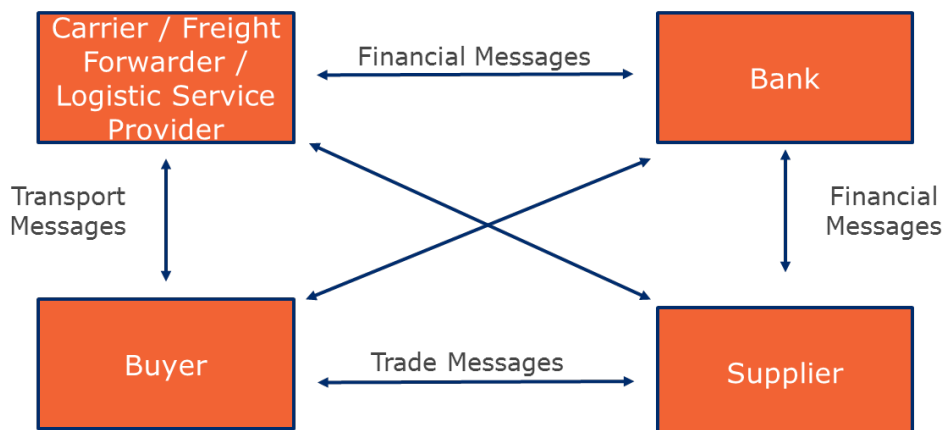 Carrier / Freight
Forwarder /
Logistic Service
Provider
Financial Messages
Bank
Transport
Messages
Financial
Messages
Buyer
Trade Messages
Supplier